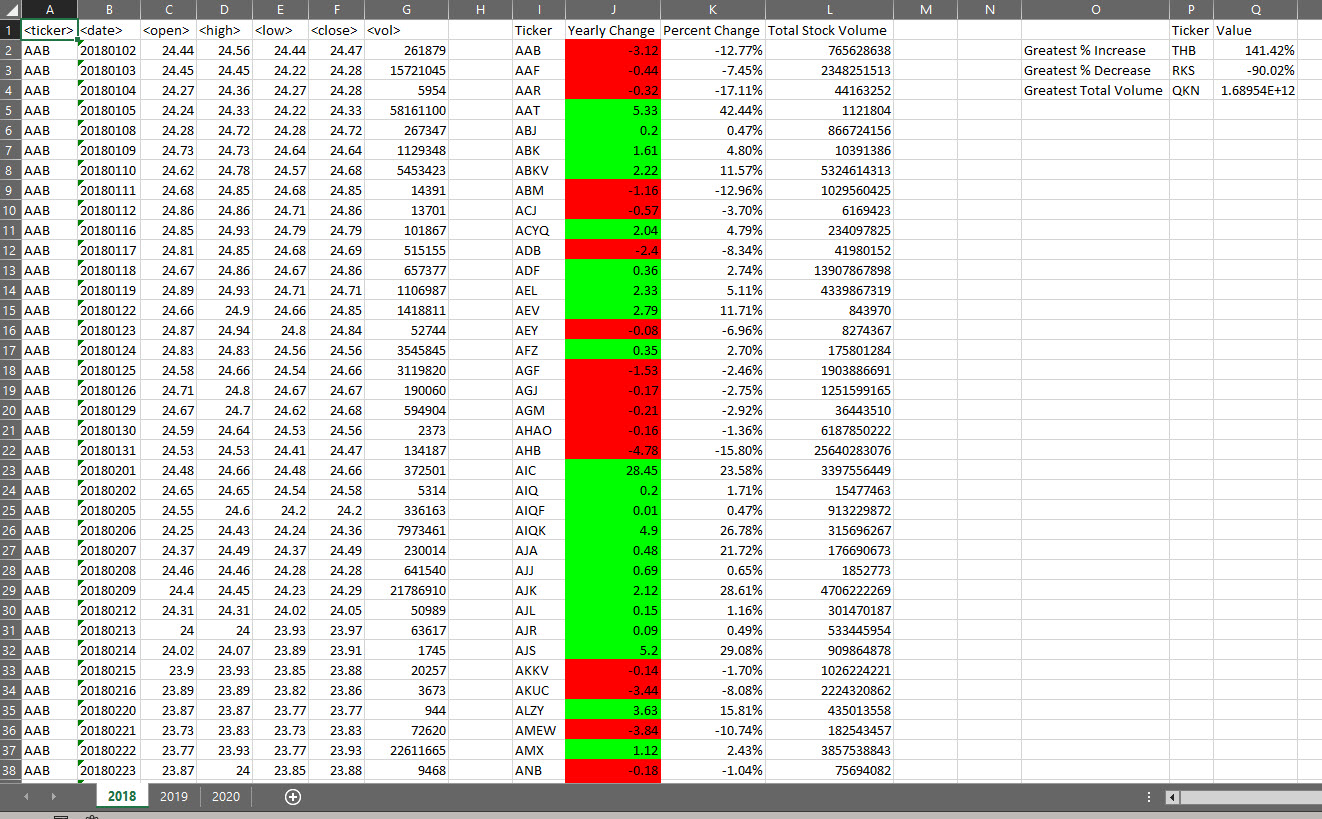 A B C D E F G H I J K L M N O P Q
1 <ticker> <date> <open> <high> <low> <close> <vol> Ticker Yearly Change Percent Change Total Stock Volume Ticker Value
2 AAB 20180102 24.44 24.56 24.44 24.47 261879 AAB -3.12 -12.77% 765628638 Greatest % Increase THB 141.42%
3 AAB 20180103 24.45 24.45 24.22 24.28 15721045 AAF -0.44 -7.45% 2348251513 Greatest % Decrease RKS -90.02%
4 AAB 20180104 24.27 24.36 24.27 24.28 5954 AAR -0.32 -17.11% 44163252 Greatest Total Volume QKN 1.68954E+12
5 AAB 20180105 24.24 24.33 24.22 24.33 58161100 AAT 5.33 42.44% 1121804
6 AAB 20180108 24.28 24.72 24.28 24.72 267347 ABJ 0.2 0.47% 866724156
7 AAB 20180109 24.73 24.73 24.64 24.64 1129348 ABK 1.61 4.80% 10391386
8 AAB 20180110 24.62 24.78 24.57 24.68 5453423 ABKV 2.22 11.57% 5324614313
9 AAB 20180111 24.68 24.85 24.68 24.85 14391 ABM -1.16 -12.96% 1029560425
10 AAB 20180112 24.86 24.86 24.71 24.86 13701 ACJ -0.57 -3.70% 6169423
11 AAB 20180116 24.85 24.93 24.79 24.79 101867 ACYQ 2.04 4.79% 234097825
12 AAB 20180117 24.81 24.85 24.68 24.69 515155 ADB -2.4 -8.34% 41980152
13 AAB 20180118 24.67 24.86 24.67 24.86 657377 ADF 0.36 2.74% 13907867898
14 AAB 20180119 24.89 24.93 24.71 24.71 1106987 AEL 2.33 5.11% 4339867319
15 AAB 20180122 24.66 24.9 24.66 24.85 1418811 AEV 2.79 11.71% 843970
16 AAB 20180123 24.87 24.94 24.8 24.84 52744 AEY -0.08 -6.96% 8274367
17 AAB 20180124 24.83 24.83 24.56 24.56 3545845 AFZ 0.35 2.70% 175801284
18 AAB 20180125 24.58 24.66 24.54 24.66 3119820 AGF -1.53 -2.46% 1903886691
19 AAB 20180126 24.71 24.8 24.67 24.67 190060 AGJ -0.17 -2.75% 1251599165
20 AAB 20180129 24.67 24.7 24.62 24.68 594904 AGM -0.21 -2.92% 36443510
21 AAB 20180130 24.59 24.64 24.53 24.56 2373 AHAO -0.16 -1.36% 6187850222
22 AAB 20180131 24.53 24.53 24.41 24.47 134187 AHB -4.78 -15.80% 25640283076
23 AAB 20180201 24.48 24.66 24.48 24.66 372501 AIC 28.45 23.58% 3397556449
24 AAB 20180202 24.65 24.65 24.54 24.58 5314 AIQ 0.2 1.71% 15477463
25 AAB 20180205 24.55 24.6 24.2 24.2 336163 AIQF 0.01 0.47% 913229872
26 AAB 20180206 24.25 24.43 24.24 24.36 7973461 AIQK 4.9 26.78% 315696267
27 AAB 20180207 24.37 24.49 24.37 24.49 230014 AJA 0.48 21.72% 176690673
28 AAB 20180208 24.46 24.46 24.28 24.28 641540 AJJ 0.69 0.65% 1852773
29 AAB 20180209 24.4 24.45 24.23 24.29 21786910 AJK 2.12 28.61% 4706222269
30 AAB 20180212 24.31 24.31 24.02 24.05 50989 AJL 0.15 1.16% 301470187
31 AAB 20180213 24 24 23.93 23.97 63617 AJR 0.09 0.49% 533445954
32 AAB 20180214 24.02 24.07 23.89 23.91 1745 AJS 5.2 29.08% 909864878
33 AAB 20180215 23.9 23.93 23.85 23.88 20257 AKKV -0.14 -1.70% 1026224221
34 AAB 20180216 23.89 23.89 23.82 23.86 3673 AKUC -3.44 -8.08% 2224320862
35 AAB 20180220 23.87 23.87 23.77 23.77 944 ALZY 3.63 15.81% 435013558
36 AAB 20180221 23.73 23.83 23.73 23.83 72620 AMEW -3.84 -10.74% 182543457
37 AAB 20180222 23.77 23.93 23.77 23.93 22611665 AMX 1.12 2.43% 3857538843
38 AAB 20180223 23.87 24 23.85 23.88 9468 ANB -0.18 -1.04% 75694082
2018 2019 2020